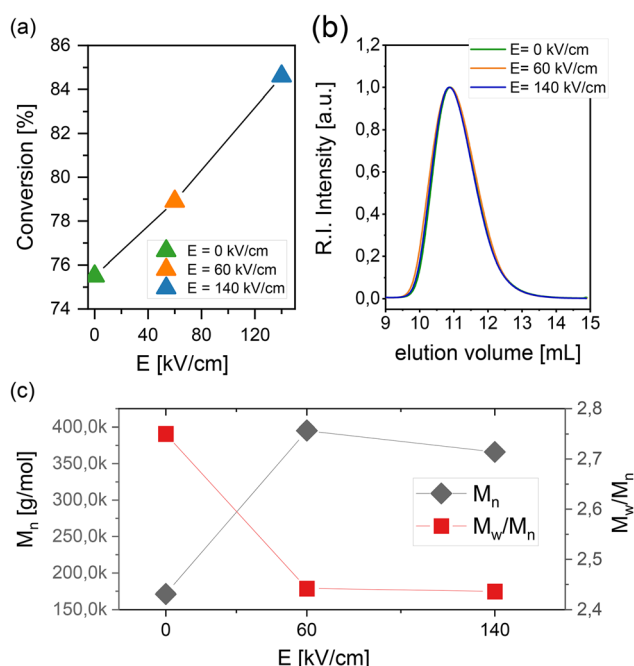 (a)
86
84
82
80
78
76
74
Conversion [%]
0
40
80
120
E [kV/cm]
E = 0 kV/cm
E = 60 kV/cm
E = 140 kV/cm
(b)
1,2
1,0
0,8
0,6
0,4
0,2
0,0
R.I. Intensity [a.u.]
9
10
11
12
13
14
15
elution volume [mL]
E= 0 kV/cm
E= 60 kV/cm
E= 140 kV/cm
(c)
400,0k
350,0k
300,0k
250,0k
200,0k
150,0k
Mn [g/mol]
0
60
140
E [kV/cm]
Mn
Mw/Mn
2,8
2,7
2,6
2,5
2,4
Mw/Mn